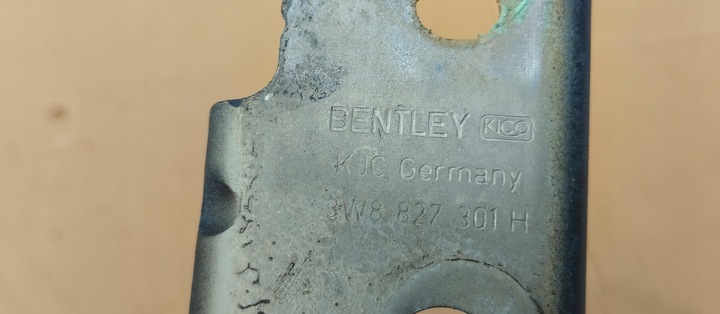 BENTLEY KICO
KJC Germany
3W8 827 301 H